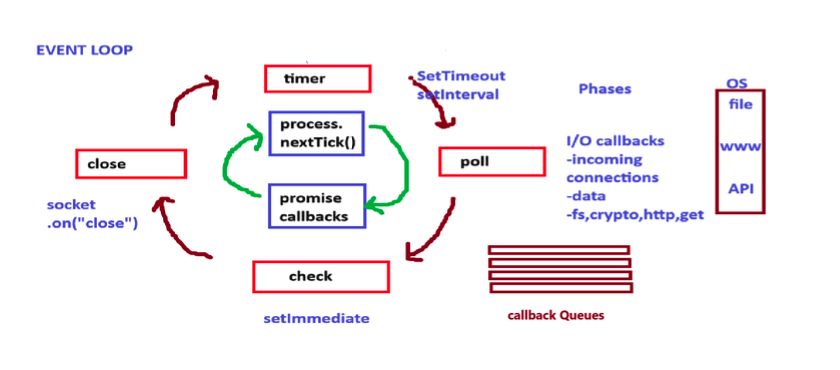 EVENT LOOP
timer
SetTimeout
setInterval
Phases
OS
file
www
API
process.
nextTick()
close
poll
I/O callbacks
-incoming
connections
-data
-fs,crypto,http,get
promise
callbacks
socket
.on("close")
check
setImmediate
callback Queues